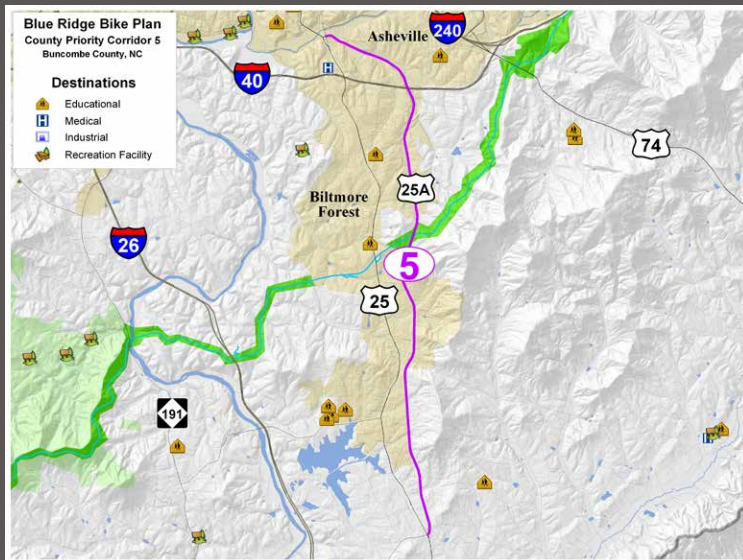 Blue Ridge Bike Plan
County Priority Corridor 5
Buncombe County, NC
Destinations
Educational
H Medical
Industrial
Recreation Facility
Asheville
240
40
74
25A
Biltmore
Forest
26
5
25
191
H
H